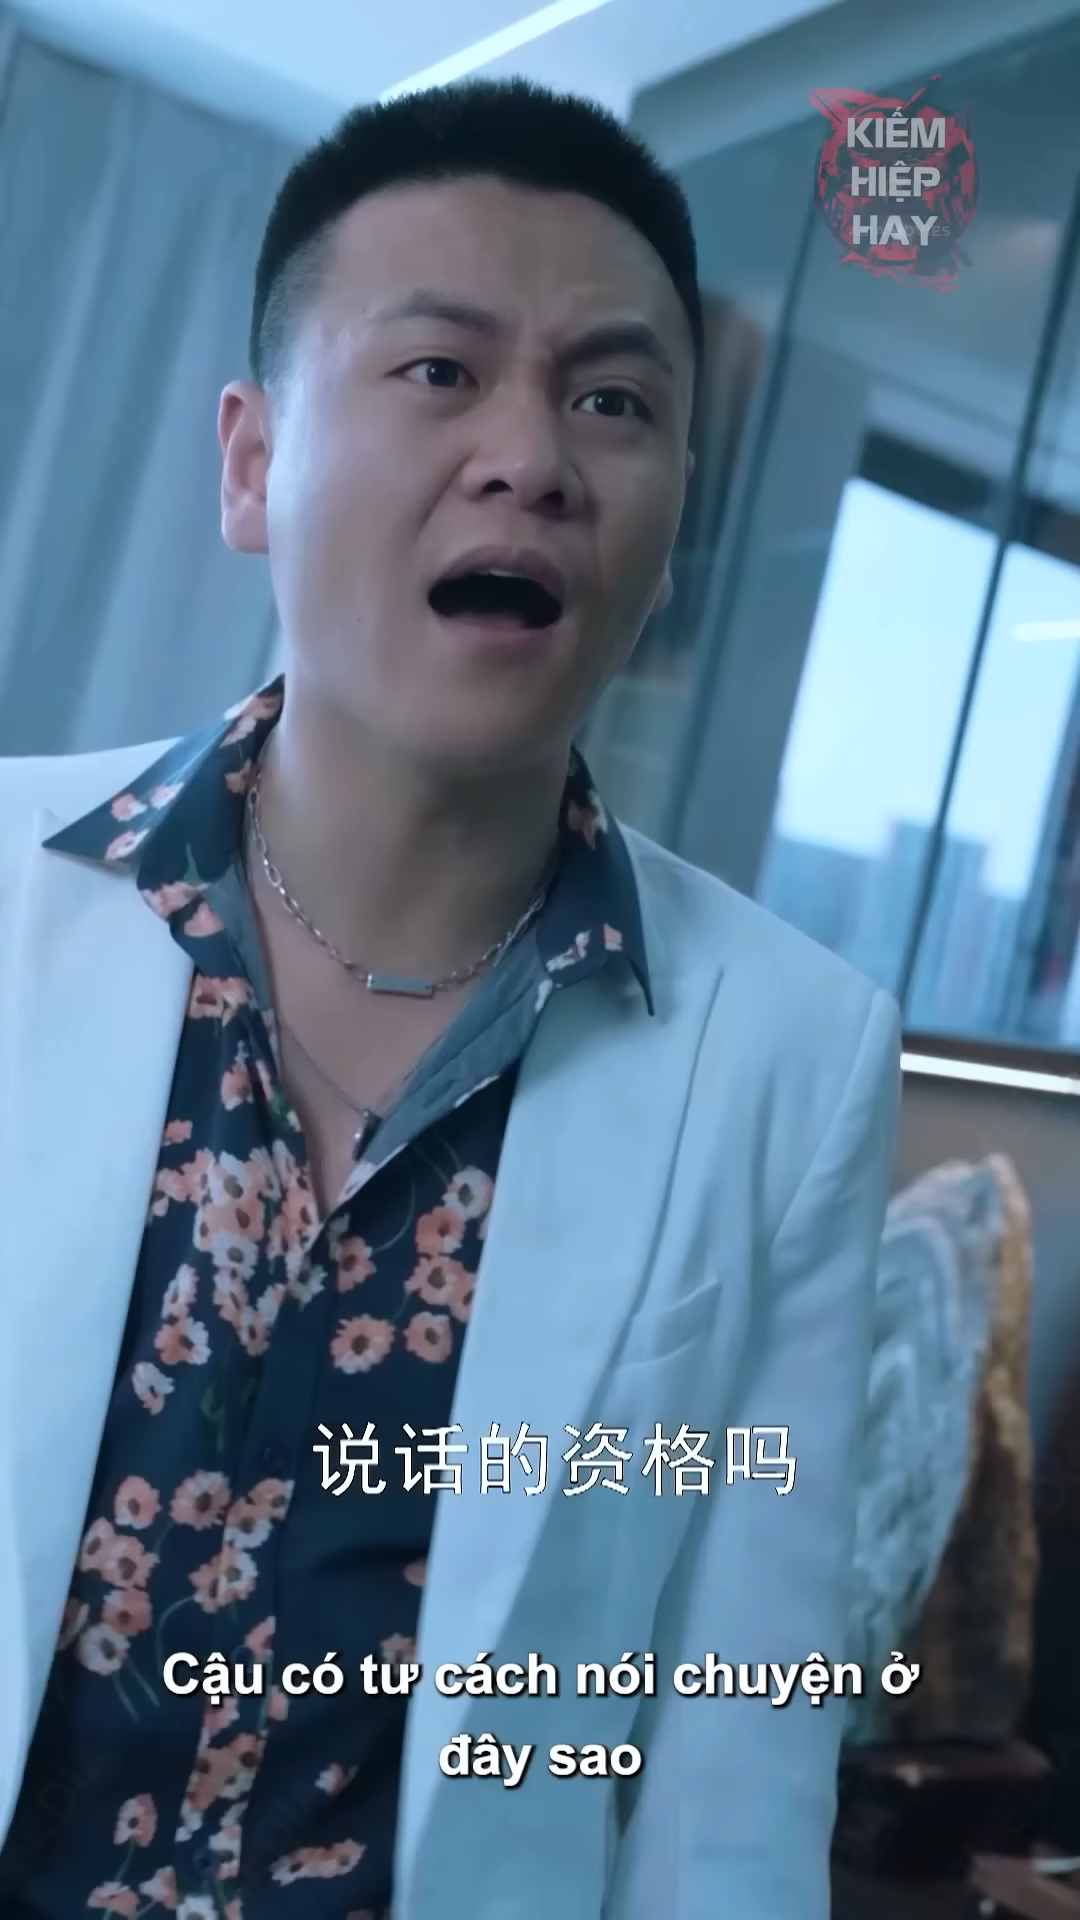 KIẾM
HIỆP
HAY
说话的资格吗
Cậu có tư cách nói chuyện ở
đây sao